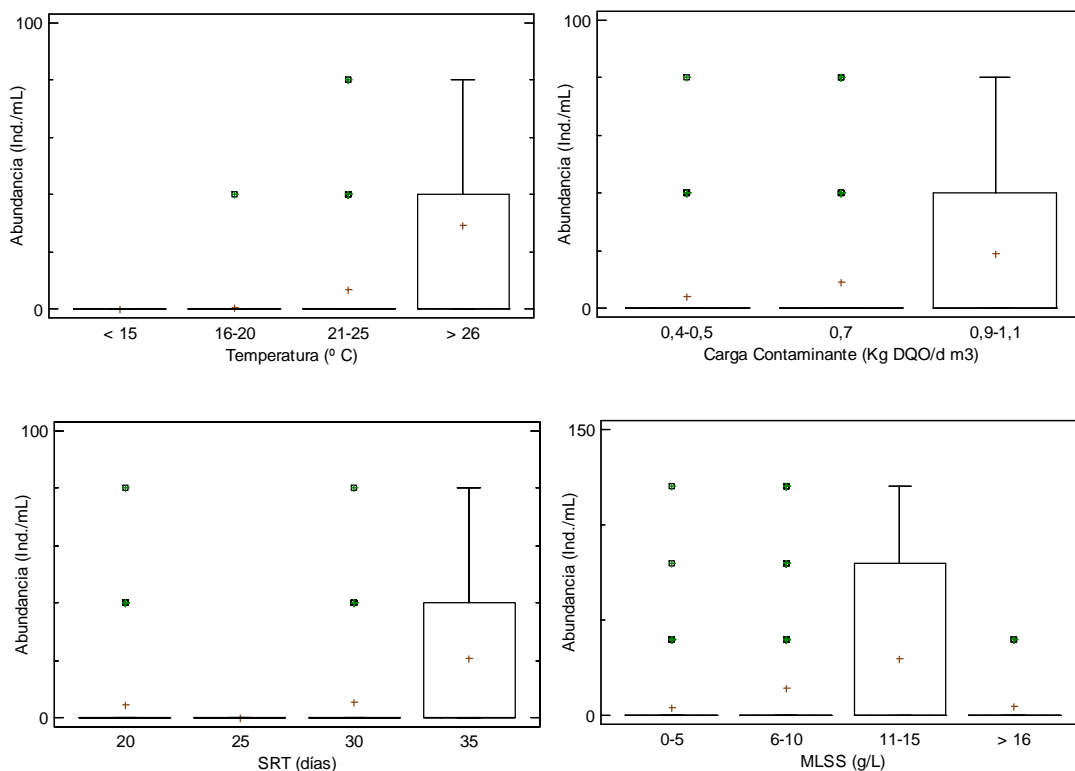 100
Abundancia (Ind./mL)
0
< 15 16-20 21-25 > 26
Temperatura (º C)
100
Abundancia (Ind./mL)
0
0,4-0,5 0,7 0,9-1,1
Carga Contaminante (Kg DQO/d m3)
100
Abundancia (Ind./mL)
0
20 25 30 35
SRT (días)
150
Abundancia (Ind./mL)
0
0-5 6-10 11-15 > 16
MLSS (g/L)